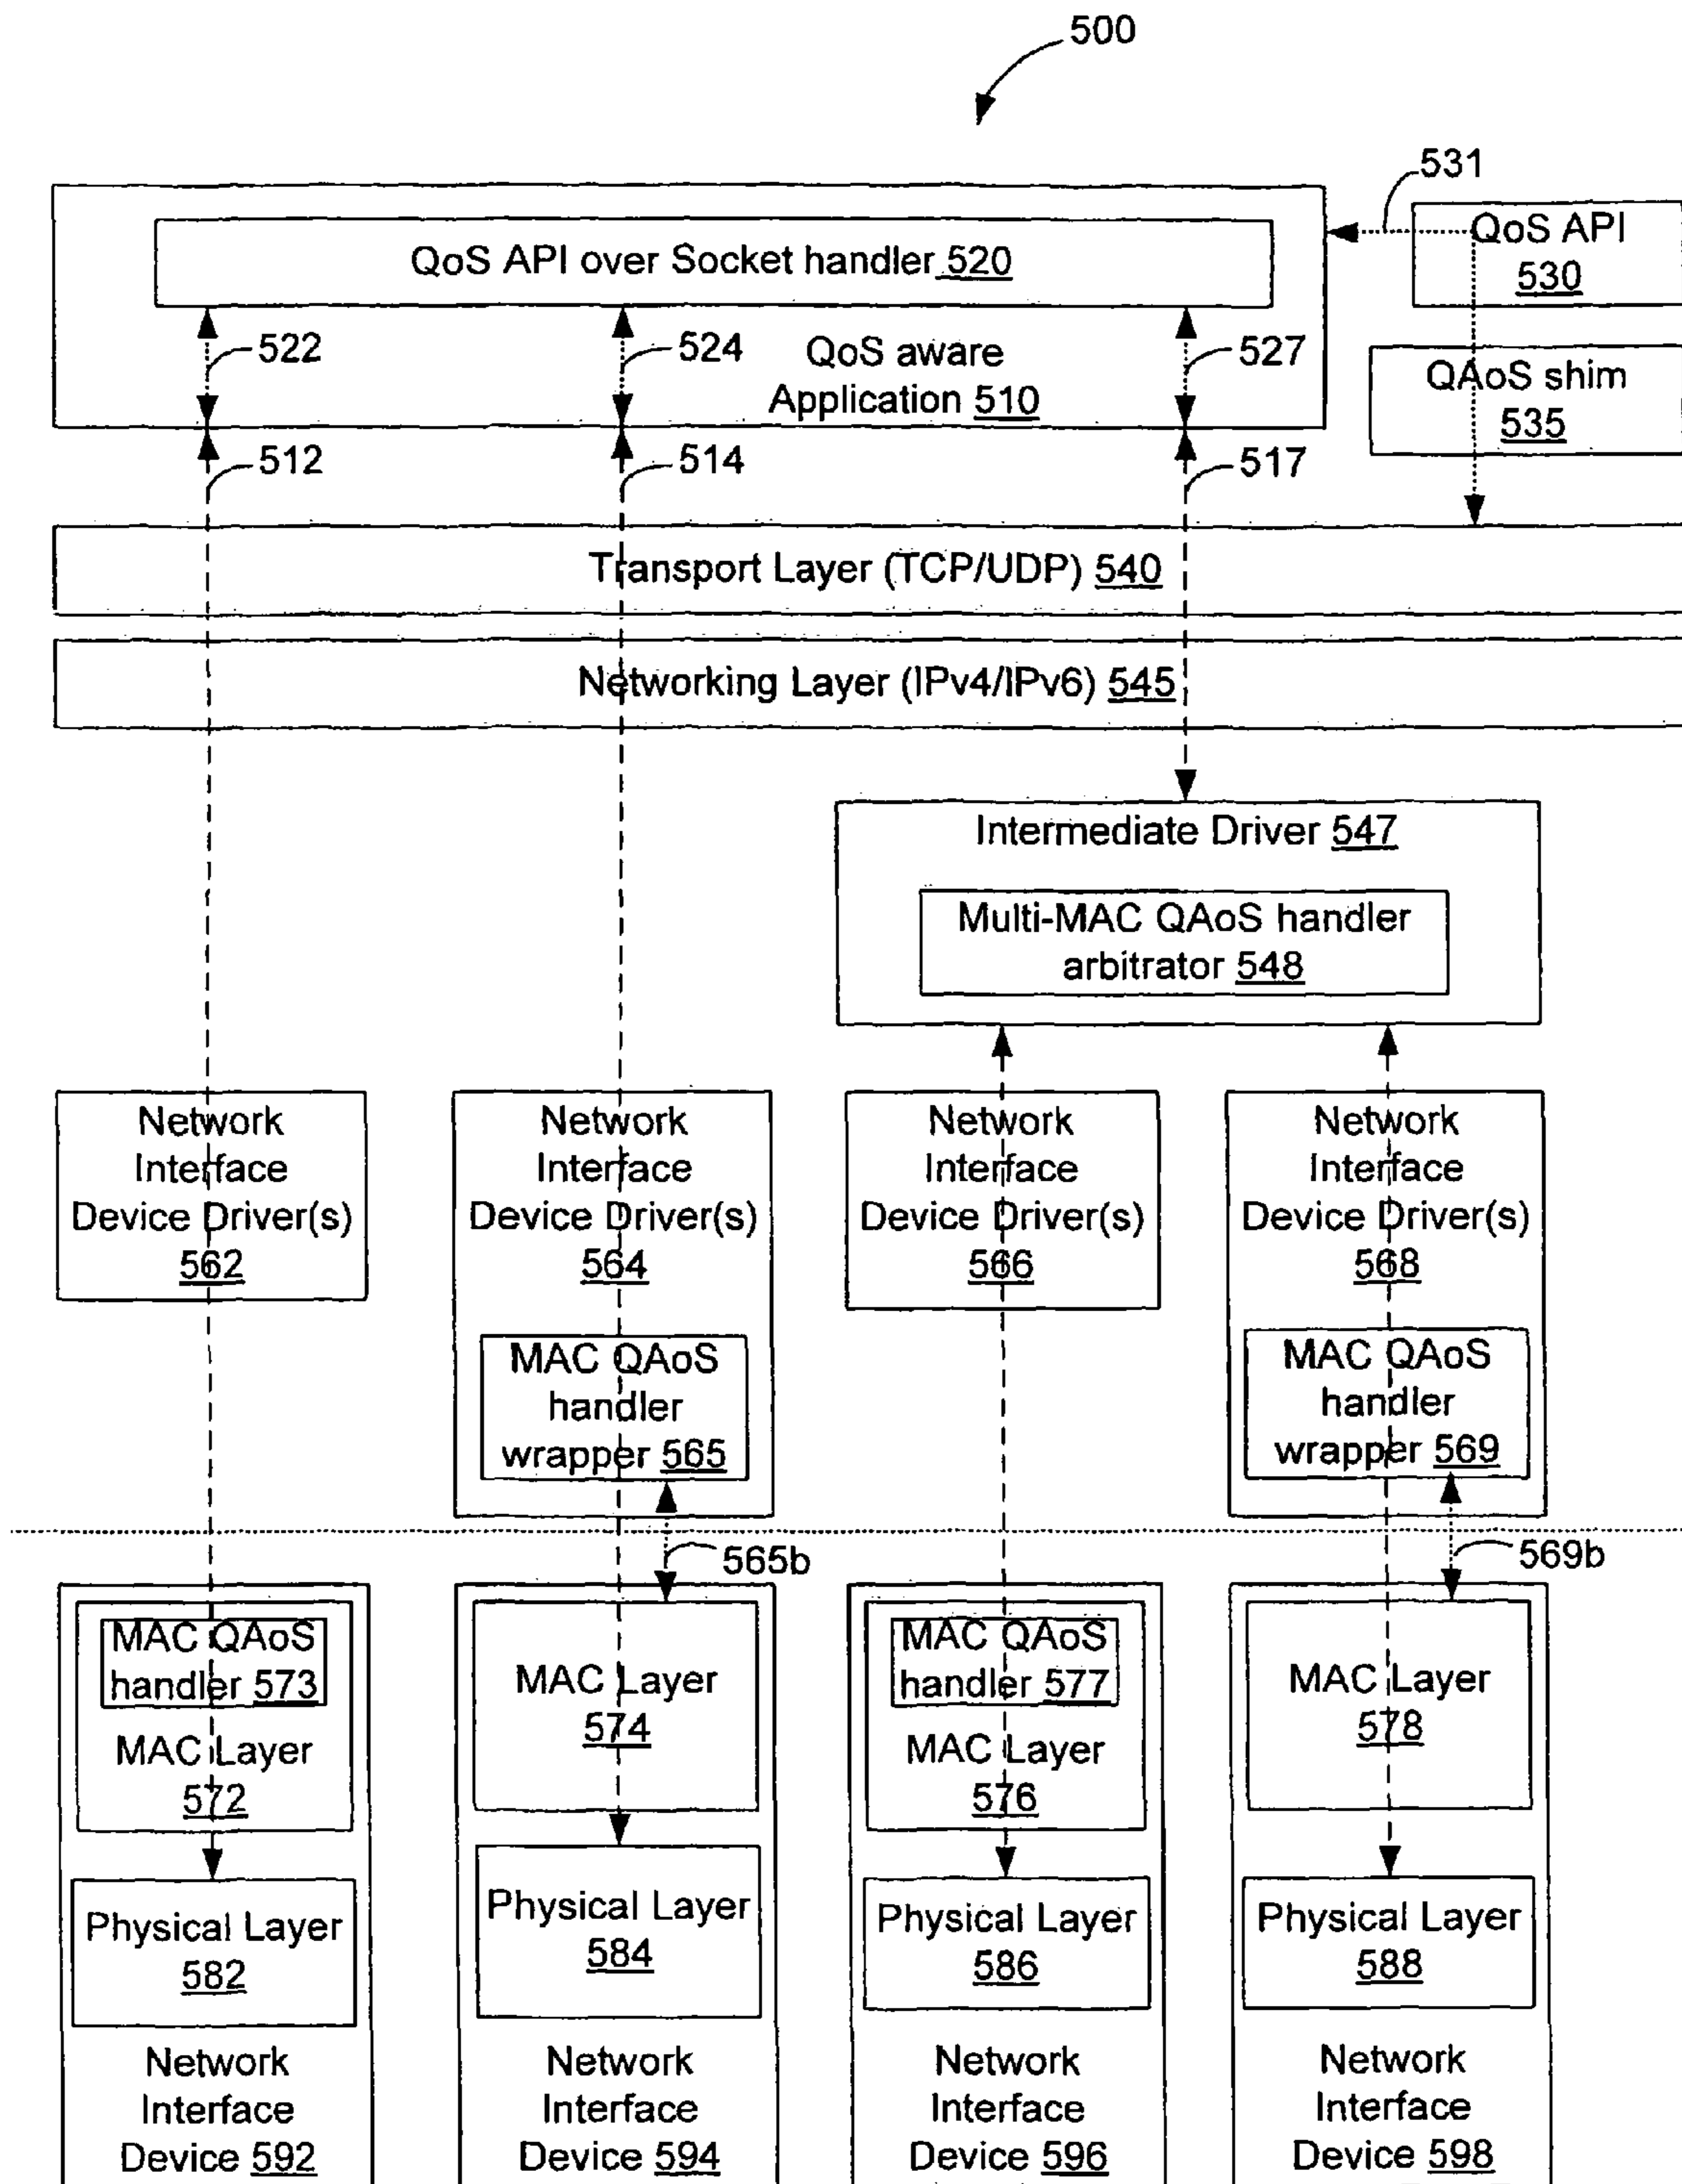 500
531
QoS API
530
QoS API over Socket handler 520
522
524
527
QoS aware
Application 510
QAoS shim
535
512
514
517
Transport Layer (TCP/UDP) 540
Networking Layer (IPv4/IPv6) 545
Intermediate Driver 547
Multi-MAC QAoS handler
arbitrator 548
Network
Interface
Device Driver(s)
562
Network
Interface
Device Driver(s)
564
MAC QAoS
handler
wrapper 565
Network
Interface
Device Driver(s)
566
Network
Interface
Device Driver(s)
568
MAC QAoS
handler
wrapper 569
565b
569b
MAC QAoS
handler 573
MAC Layer
572
Physical Layer
582
Network
Interface
Device 592
MAC Layer
574
Physical Layer
584
Network
Interface
Device 594
MAC QAoS
handler 577
MAC Layer
576
Physical Layer
586
Network
Interface
Device 596
MAC Layer
578
Physical Layer
588
Network
Interface
Device 598